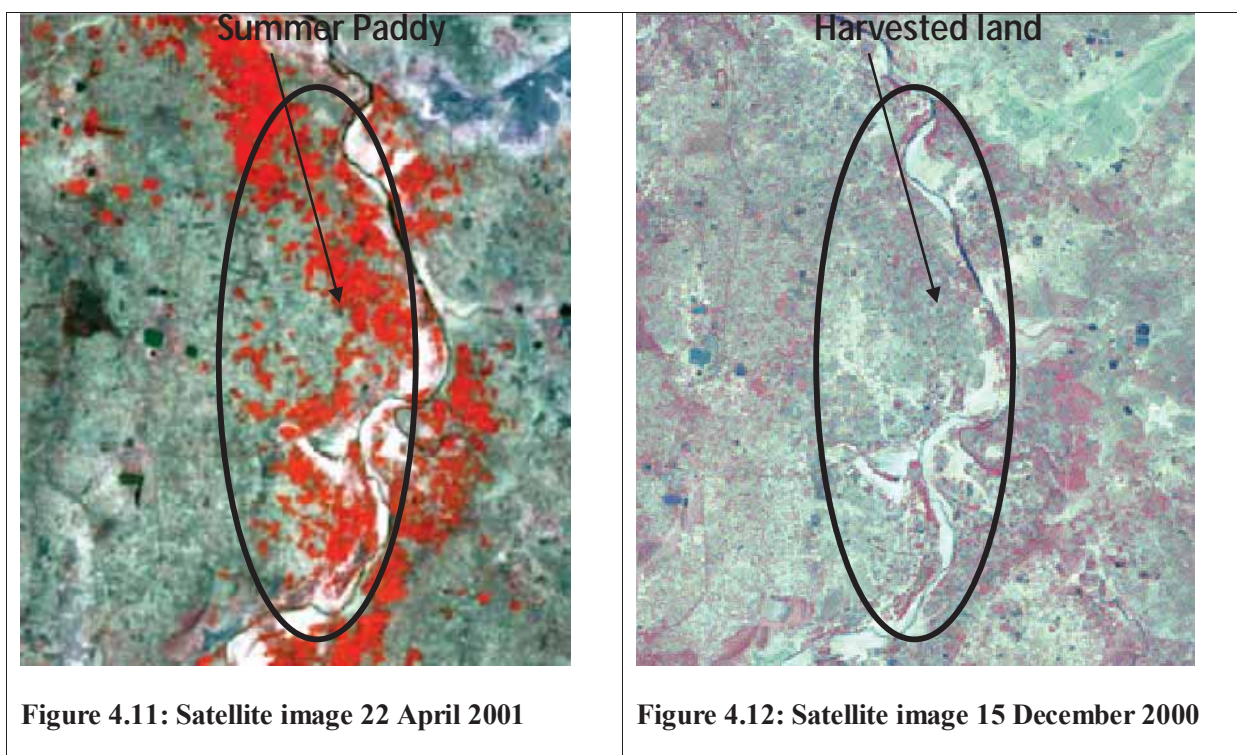 Summer Paddy
Harvested land
Figure 4.11: Satellite image 22 April 2001
Figure 4.12: Satellite image 15 December 2000